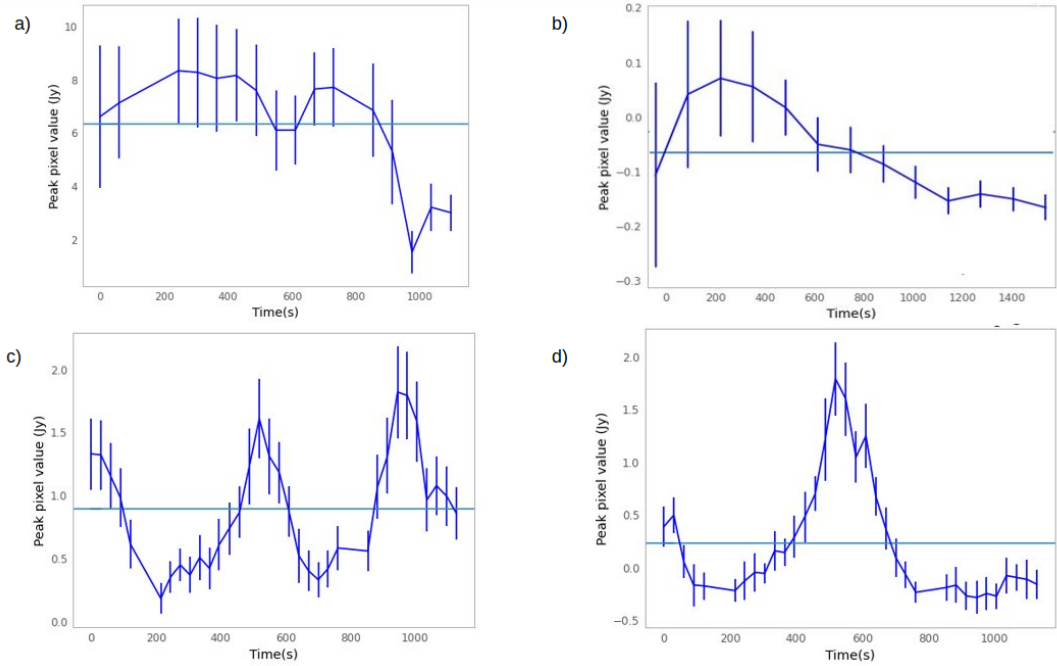 a)
Peak pixel value (Jy)
10
8
6
4
2
0 200 400 600 800 1000
Time(s)
b)
Peak pixel value (Jy)
0.2
0.1
0.0
−0.1
−0.2
−0.3
0 200 400 600 800 1000 1200 1400
Time(s)
c)
Peak pixel value (Jy)
2.0
1.5
1.0
0.5
0.0
0 200 400 600 800 1000
Time(s)
d)
Peak pixel value (Jy)
2.0
1.5
1.0
0.5
0.0
−0.5
0 200 400 600 800 1000
Time(s)